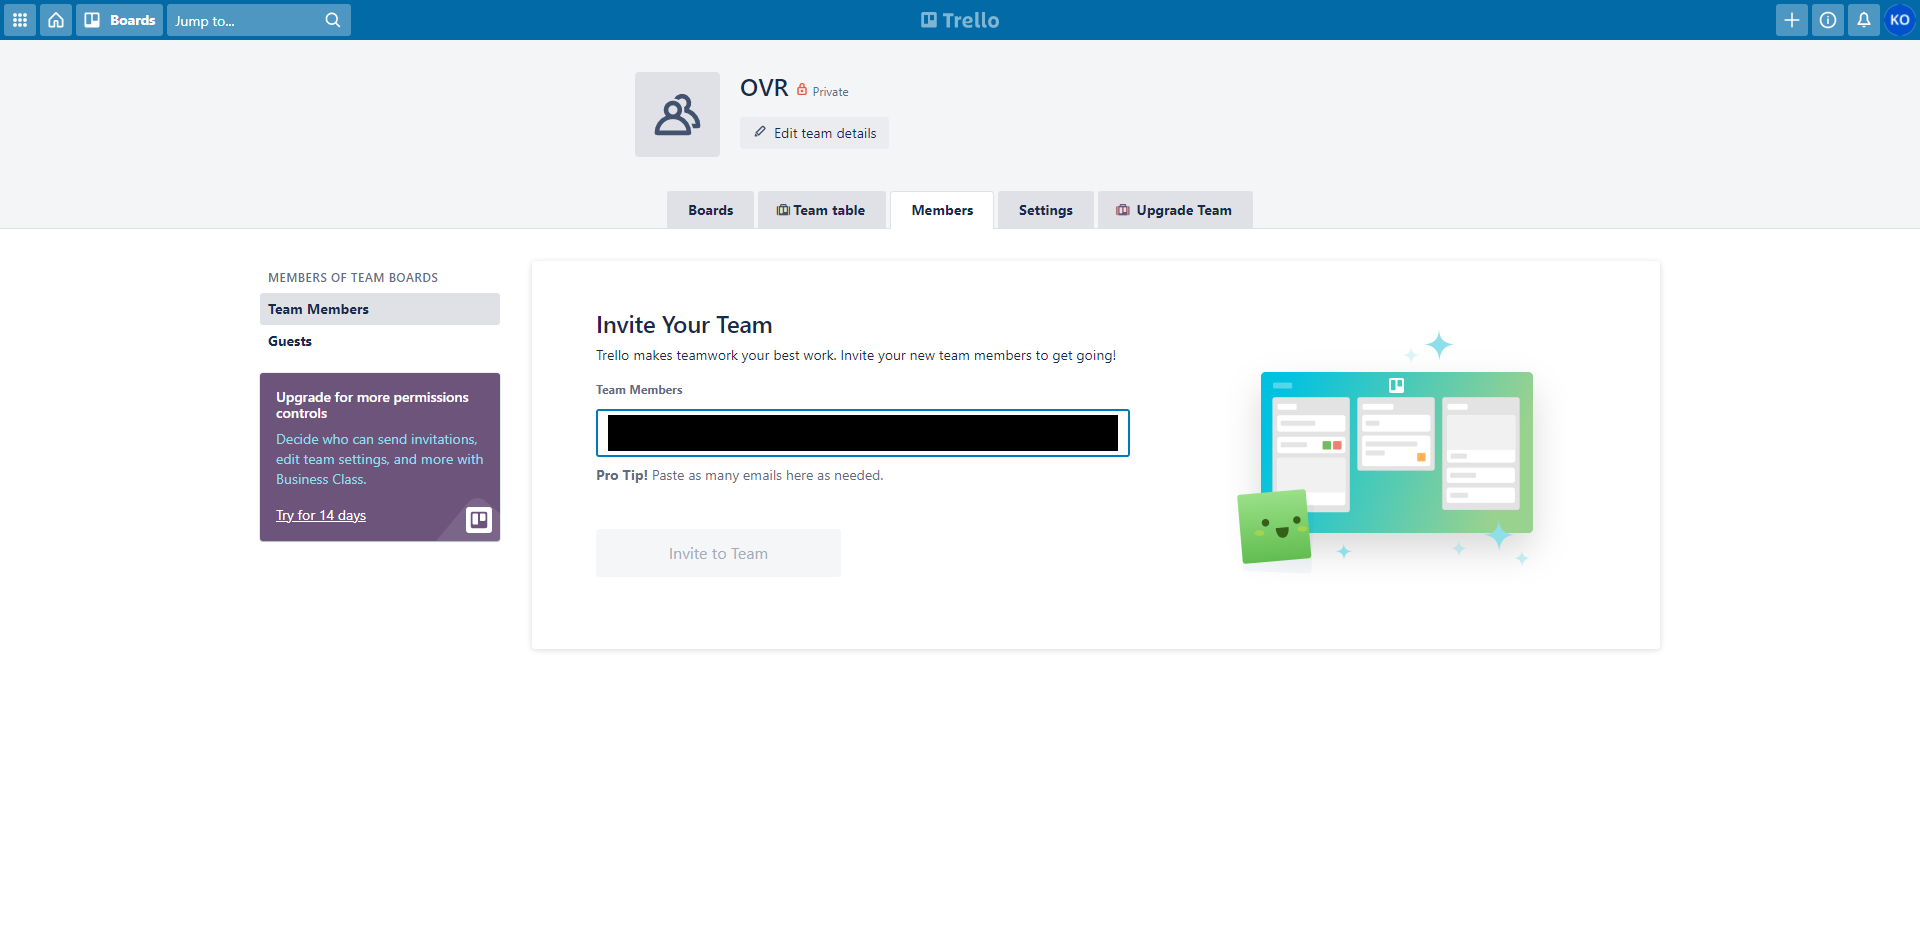 Boards
Jump to...
Trello
KO
OVR Private
Edit team details
Boards
Team table
Members
Settings
Upgrade Team
MEMBERS OF TEAM BOARDS
Team Members
Guests
Upgrade for more permissions
controls
Decide who can send invitations,
edit team settings, and more with
Business Class.
Try for 14 days
Invite Your Team
Trello makes teamwork your best work. Invite your new team members to get going!
Team Members
Pro Tip! Paste as many emails here as needed.
Invite to Team